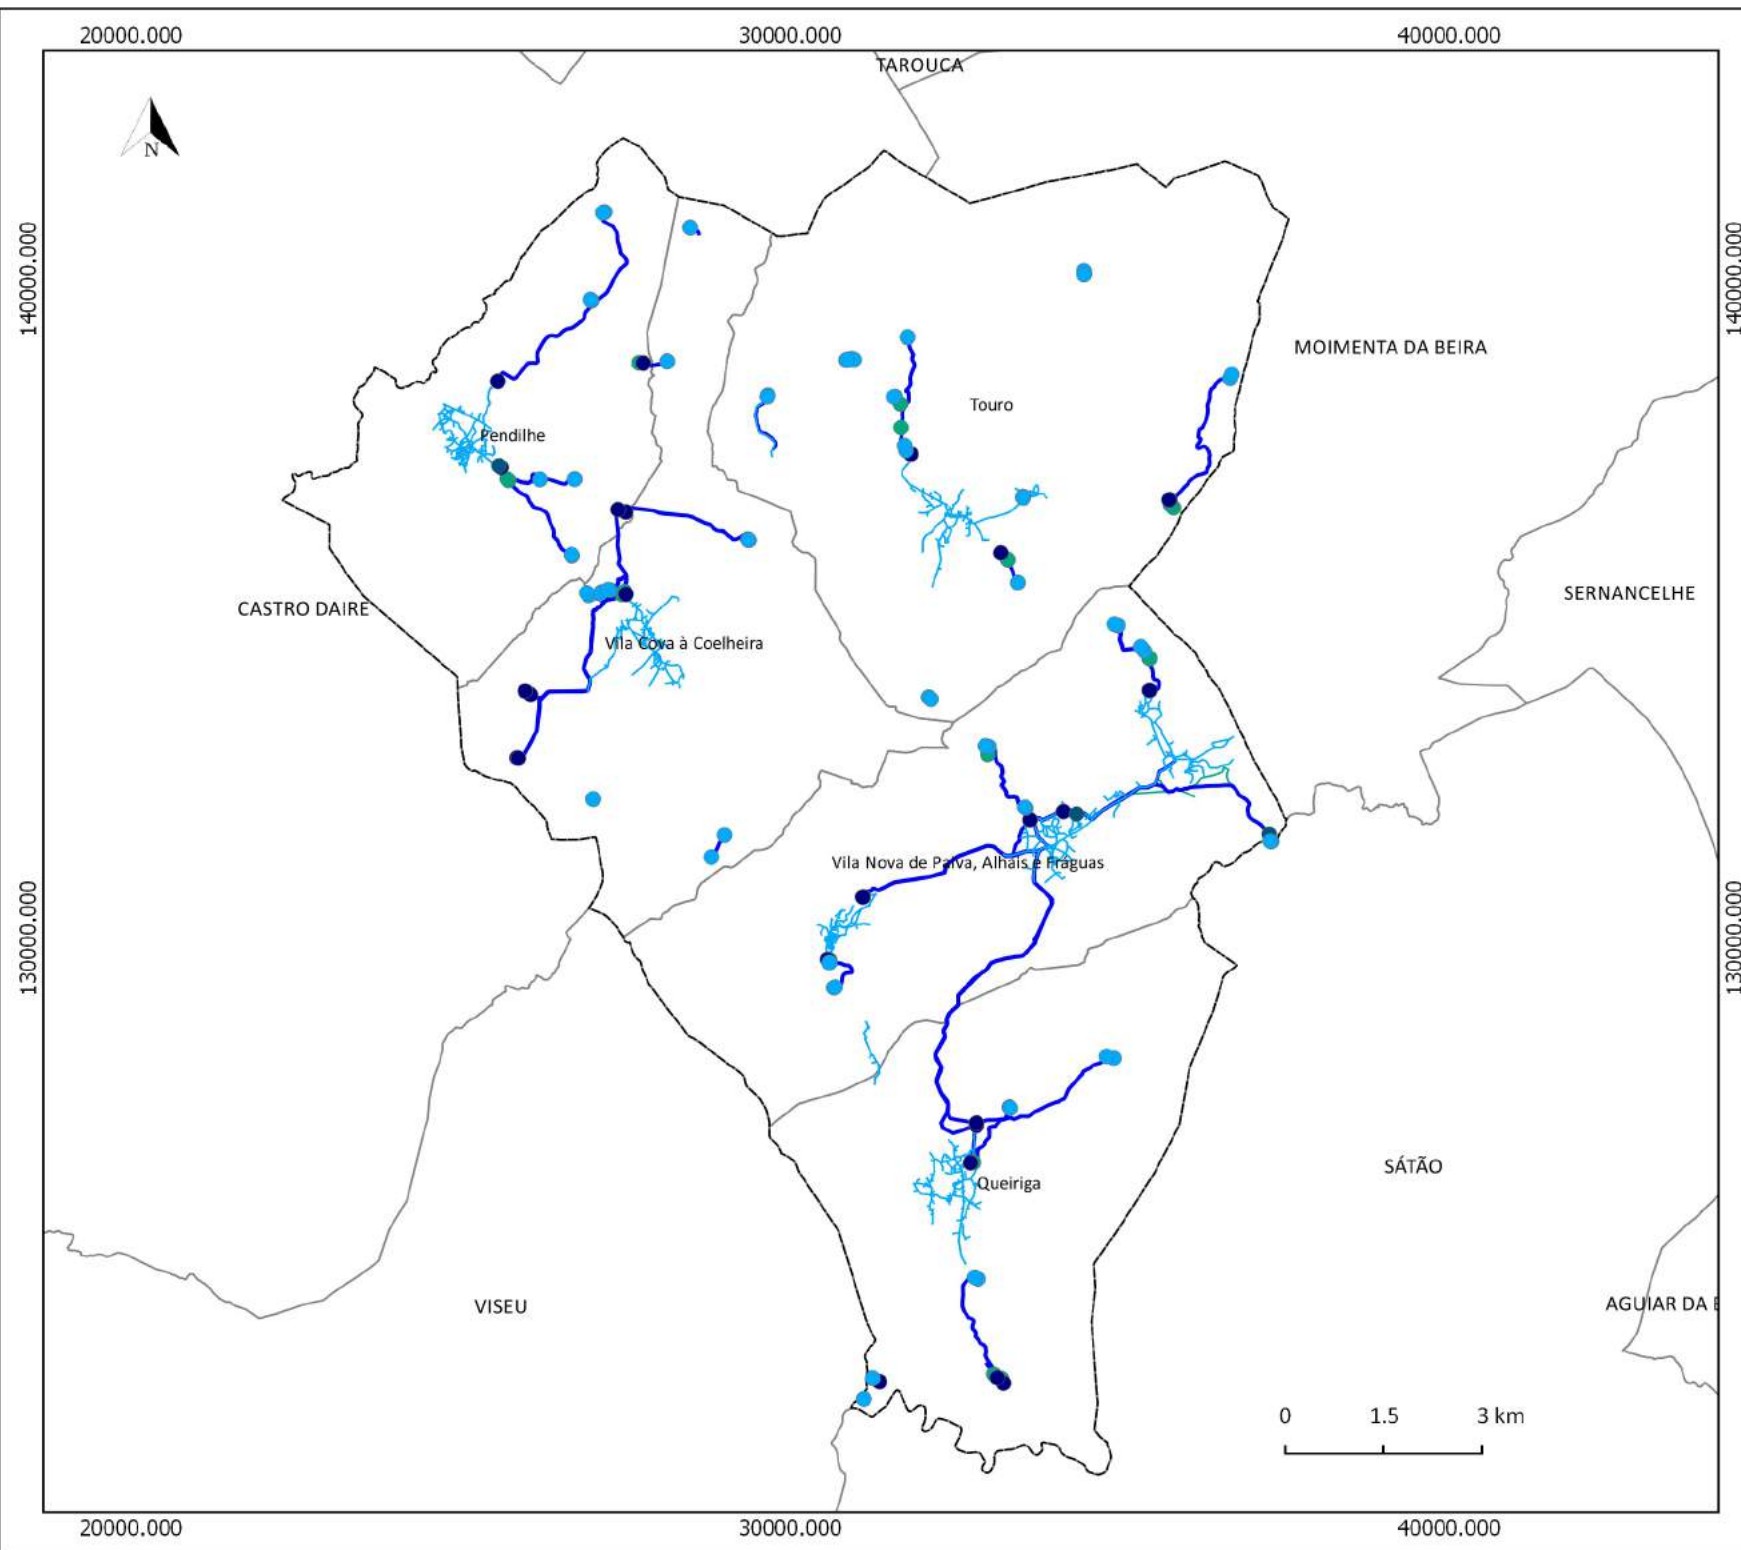 20000.000 30000.000 40000.000
TAROUCA
N
140000.000 140000.000
MOIMENTA DA BEIRA
Touro
Pendilhe
SERNANCELHE
CASTRO DAIRE
Vila Cova à Coelheira
Vila Nova de Paiva, Alhais e Fráguas
130000.000 130000.000
SÁTÃO
Queiriga
AGUIAR DA B
VISEU
0 1.5 3 km
20000.000 30000.000 40000.000